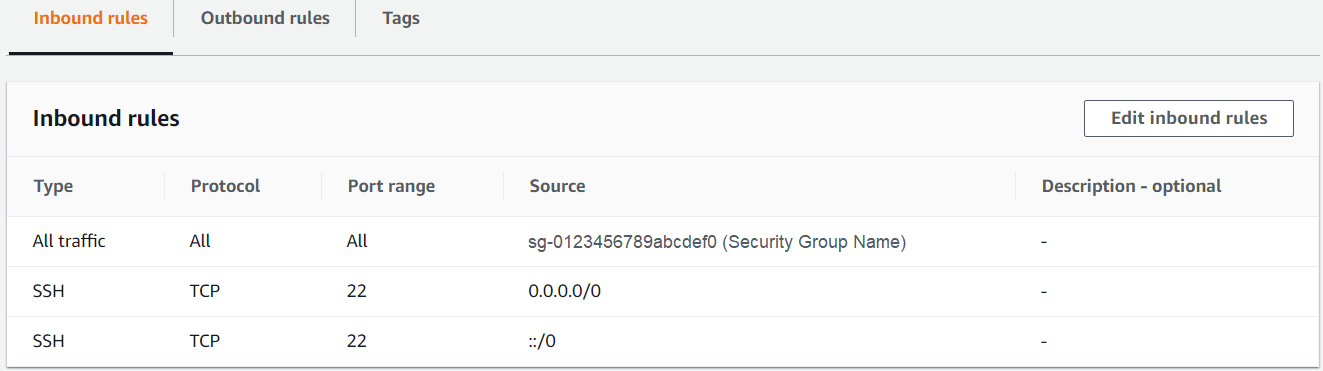 Inbound rules Outbound rules Tags
Inbound rules Edit inbound rules
Type Protocol Port range Source Description - optional
All traffic All All sg-0123456789abcdef0 (Security Group Name) -
SSH TCP 22 0.0.0.0/0 -
SSH TCP 22 ::/0 -